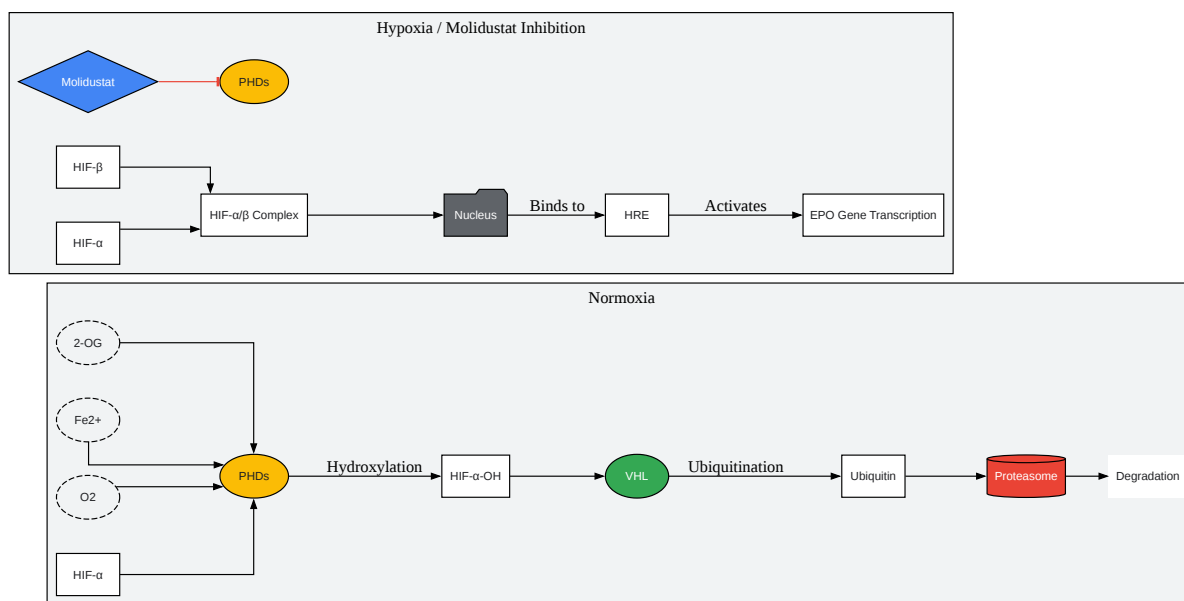 Hypoxia / Molidustat Inhibition
Molidustat
PHDs
HIF-β
HIF-α
HIF-α/β Complex
Nucleus
Binds to
HRE
Activates
EPO Gene Transcription
Normoxia
2-OG
Fe2+
O2
HIF-α
PHDs
Hydroxylation
HIF-α-OH
VHL
Ubiquitination
Ubiquitin
Proteasome
Degradation